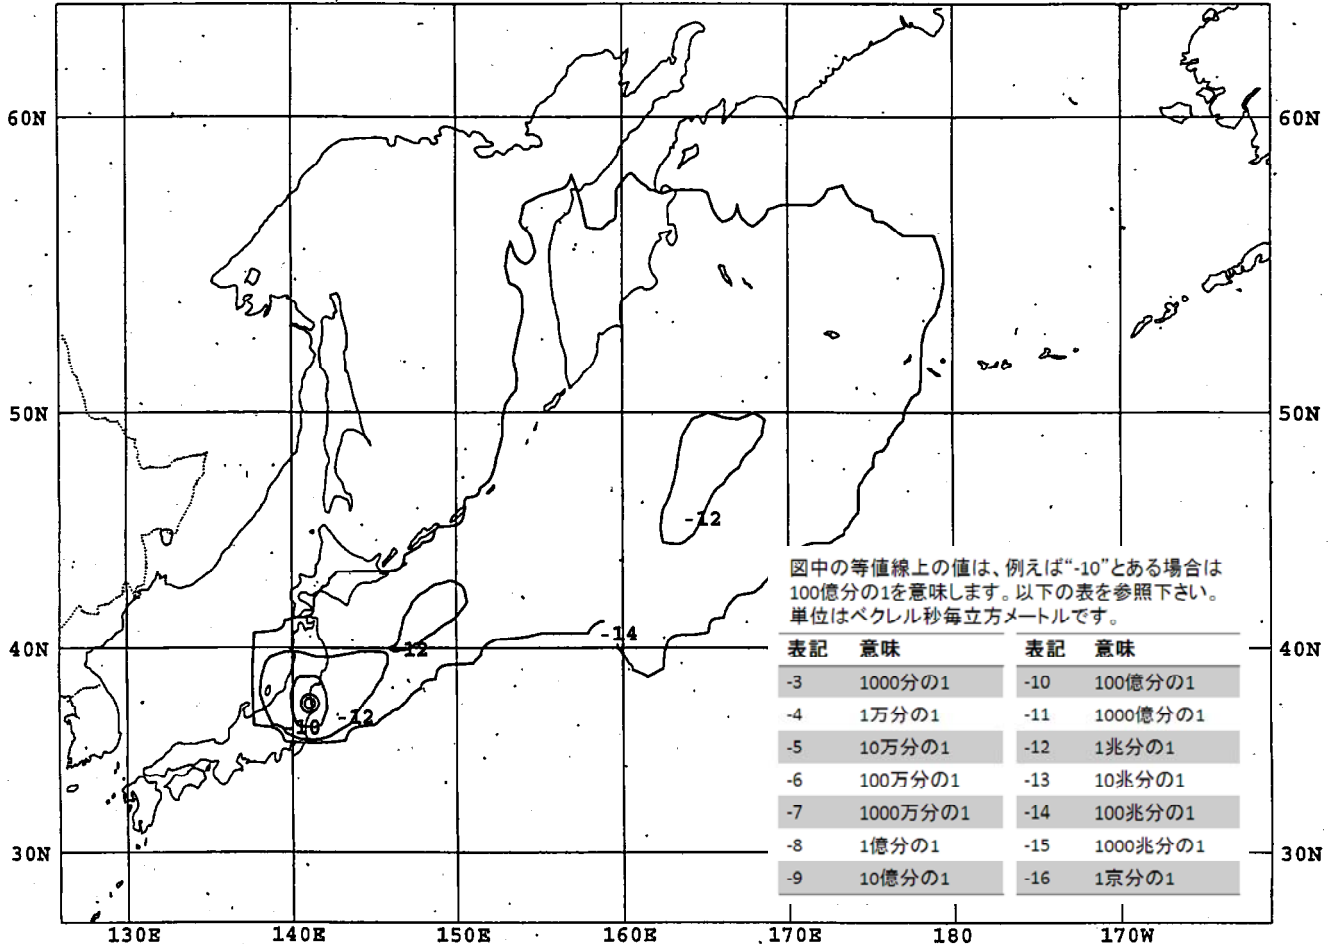 60N
60N
50N
50N
-12
図中の等値線上の値は、例えば“-10”とある場合は
100億分の1を意味します。以下の表を参照下さい。
単位はベクレル秒毎立方メートルです。
-14
40N
-12
40N
表記 意味 表記 意味
-3 1000分の1 -10 100億分の1
-4 1万分の1 -11 1000億分の1
-5 10万分の1 -12 1兆分の1
-6 100万分の1 -13 10兆分の1
-7 1000万分の1 -14 100兆分の1
-8 1億分の1 -15 1000兆分の1
-9 10億分の1 -16 1京分の1
-12
-10
30N
30N
130E 140E 150E 160E 170E 180 170W